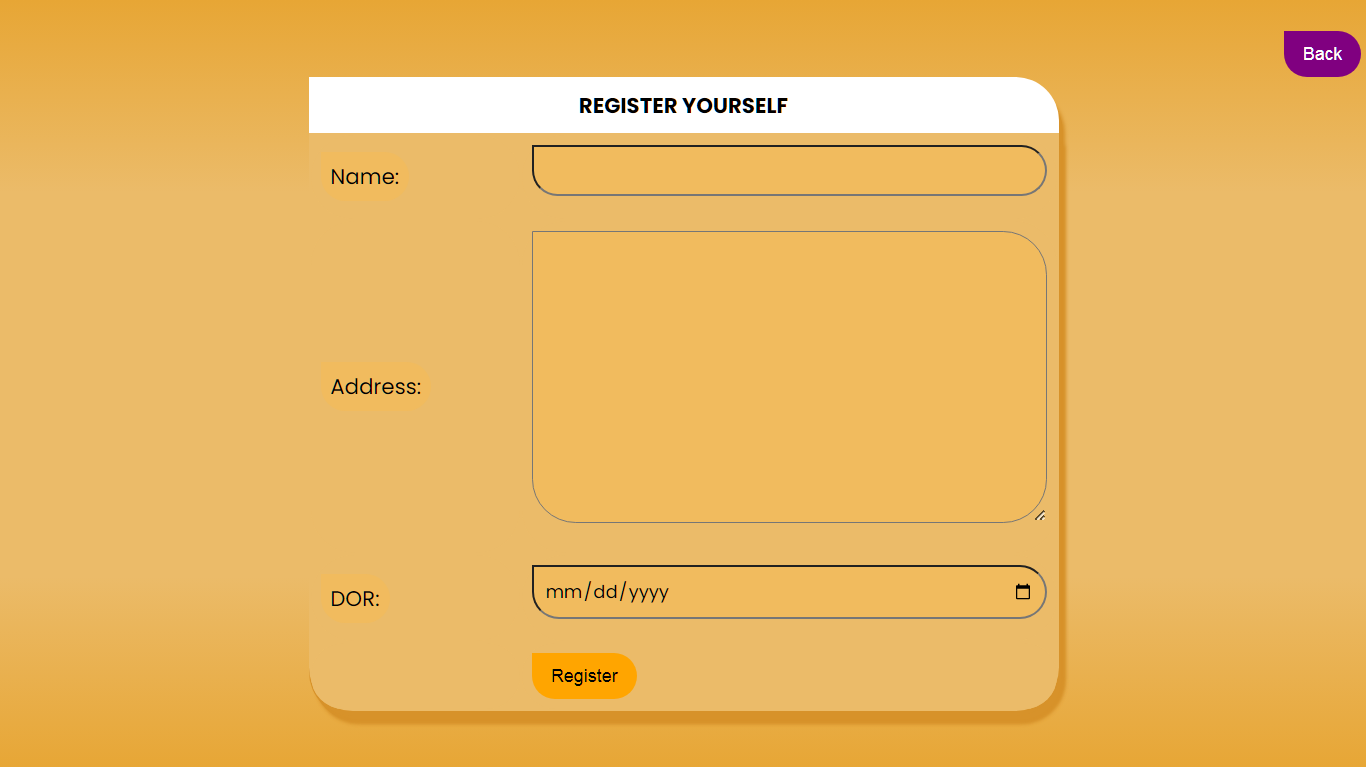 Back
REGISTER YOURSELF
Name:
Address:
DOR:
mm/dd/yyyy
Register